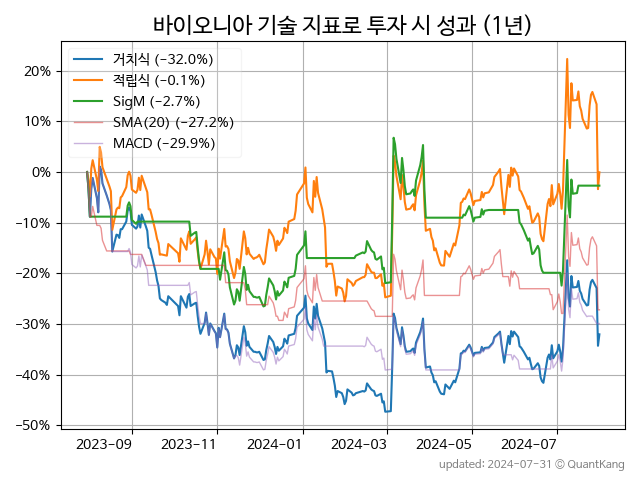 바이오니아 기술 지표로 투자 시 성과 (1년)
거치식 (−32.0%)
적립식 (−0.1%)
SigM (−2.7%)
SMA(20) (−27.2%)
MACD (−29.9%)
20%
10%
0%
−10%
−20%
−30%
−40%
−50%
2023-09 2023-11 2024-01 2024-03 2024-05 2024-07
updated: 2024-07-31 © QuantKang